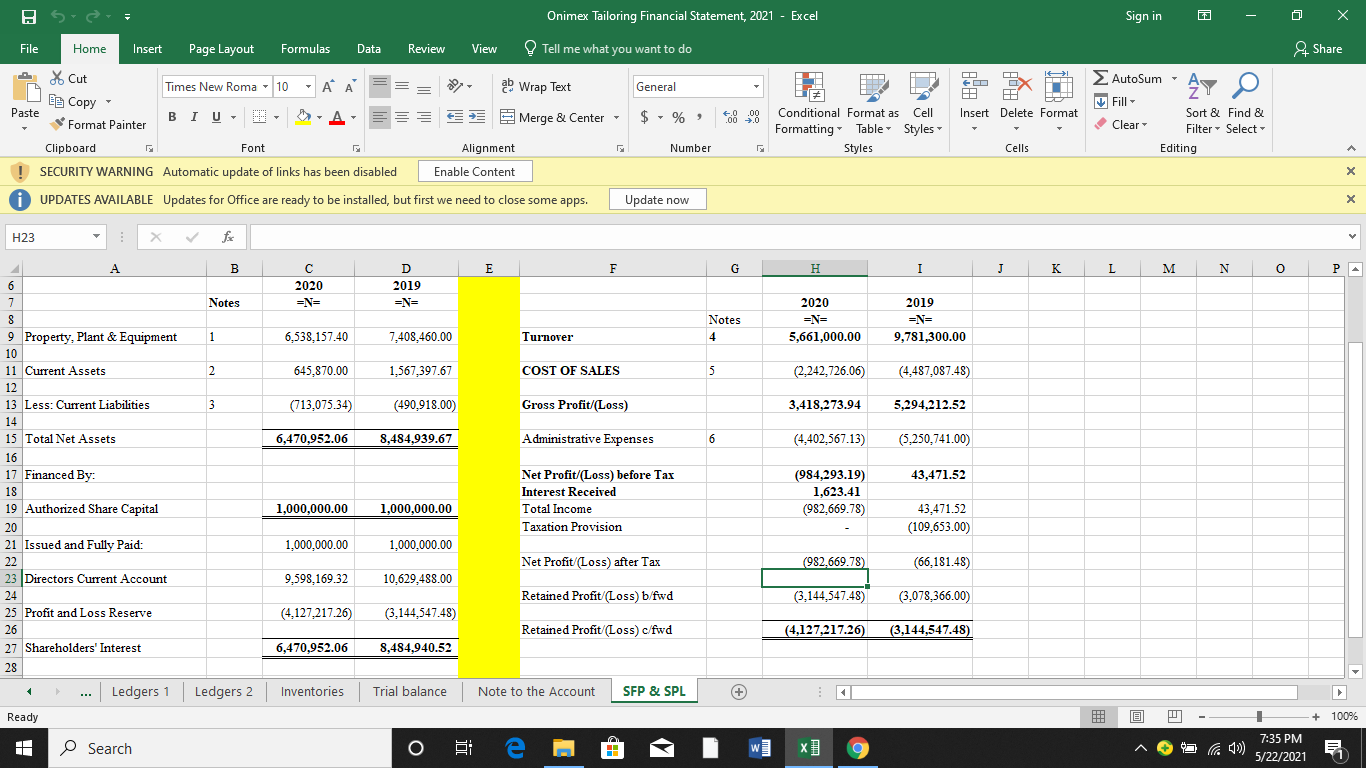 Onimex Tailoring Financial Statement, 2021 - Excel
Sign in
File Home Insert Page Layout Formulas Data Review View Tell me what you want to do Share
Paste Cut Copy Format Painter Clipboard
Times New Roma 10 B I U A A A Font
ab Wrap Text Merge & Center Alignment
General $ % , .00 .0 Number
Conditional Formatting Format as Table Cell Styles Styles
Insert Delete Format Cells
AutoSum Fill Clear Sort & Filter Find & Select Editing
SECURITY WARNING Automatic update of links has been disabled Enable Content
UPDATES AVAILABLE Updates for Office are ready to be installed, but first we need to close some apps. Update now
H23 fx
A B C D E F G H I J K L M N O P
6 2020 2019
7 Notes =N= =N= 2020 2019
8 Notes =N= =N=
9 Property, Plant & Equipment 1 6,538,157.40 7,408,460.00 Turnover 4 5,661,000.00 9,781,300.00
10
11 Current Assets 2 645,870.00 1,567,397.67 COST OF SALES 5 (2,242,726.06) (4,487,087.48)
12
13 Less: Current Liabilities 3 (713,075.34) (490,918.00) Gross Profit/(Loss) 3,418,273.94 5,294,212.52
14
15 Total Net Assets 6,470,952.06 8,484,939.67 Administrative Expenses 6 (4,402,567.13) (5,250,741.00)
16
17 Financed By: Net Profit/(Loss) before Tax (984,293.19) 43,471.52
18 Interest Received 1,623.41
19 Authorized Share Capital 1,000,000.00 1,000,000.00 Total Income (982,669.78) 43,471.52
20 Taxation Provision - (109,653.00)
21 Issued and Fully Paid: 1,000,000.00 1,000,000.00
22 Net Profit/(Loss) after Tax (982,669.78) (66,181.48)
23 Directors Current Account 9,598,169.32 10,629,488.00
24 Retained Profit/(Loss) b/fwd (3,144,547.48) (3,078,366.00)
25 Profit and Loss Reserve (4,127,217.26) (3,144,547.48)
26 Retained Profit/(Loss) c/fwd (4,127,217.26) (3,144,547.48)
27 Shareholders' Interest 6,470,952.06 8,484,940.52
28
... Ledgers 1 Ledgers 2 Inventories Trial balance Note to the Account SFP & SPL
Ready 100%
Search 7:35 PM
5/22/2021 1